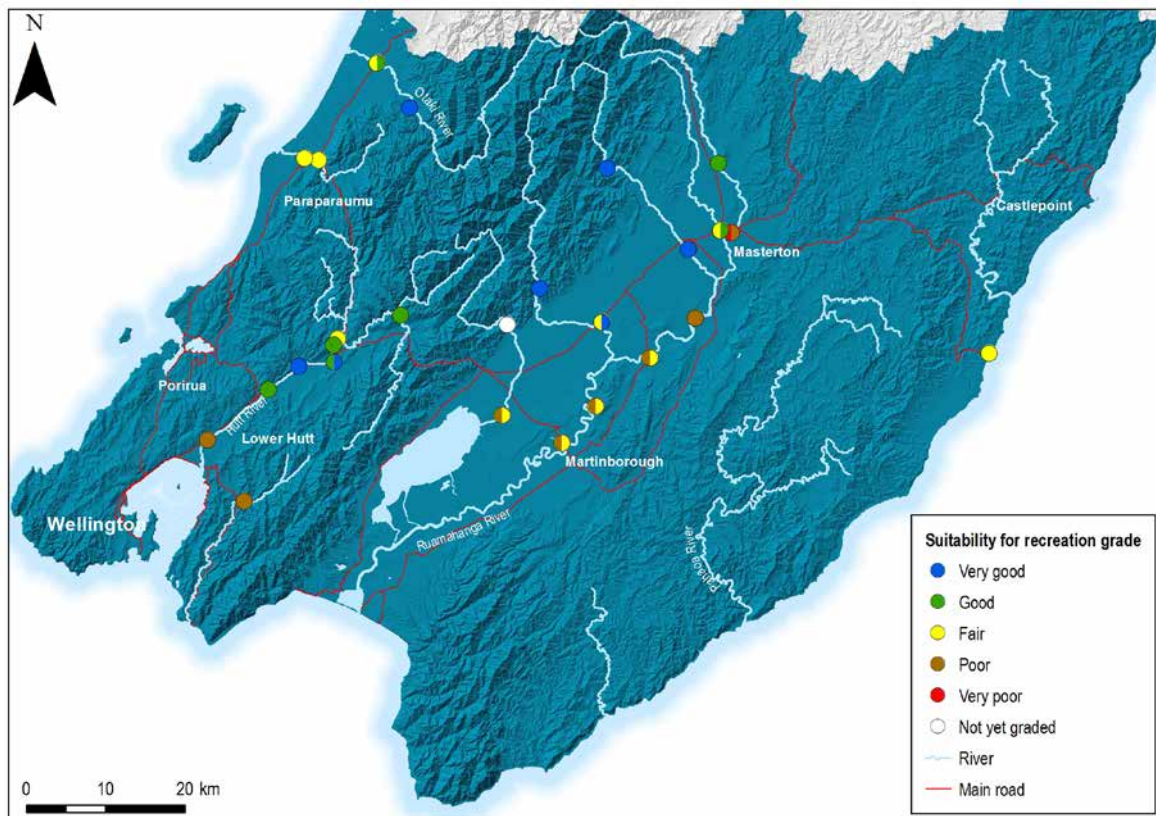 N
Otaki River
Paraparaumu
Castlepoint
Masterton
Porirua
Hutt River
Lower Hutt
Martinborough
Wellington
Ruamahanga River
Pahaoa River
Suitability for recreation grade
Very good
Good
Fair
Poor
Very poor
Not yet graded
River
Main road
0 10 20 km